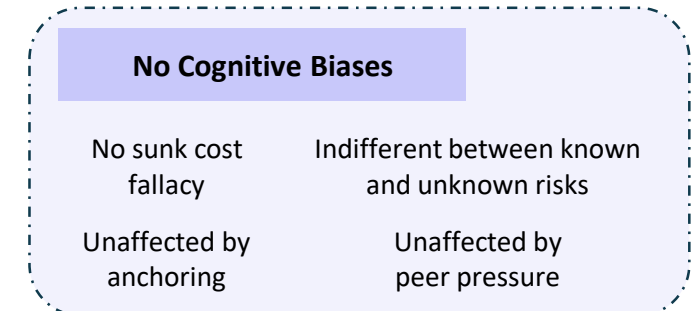 No Cognitive Biases
No sunk cost
fallacy
Indifferent between known
and unknown risks
Unaffected by
anchoring
Unaffected by
peer pressure